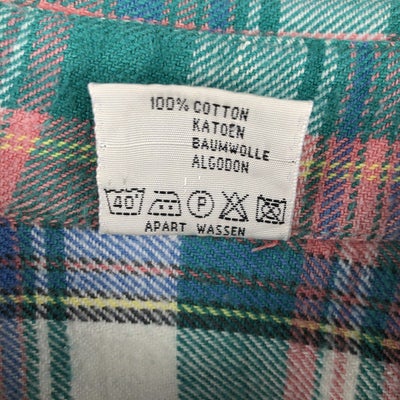 100% COTTON
KATOEN
BAUMWOLLE
ALGODON
40 P
APART WASSEN